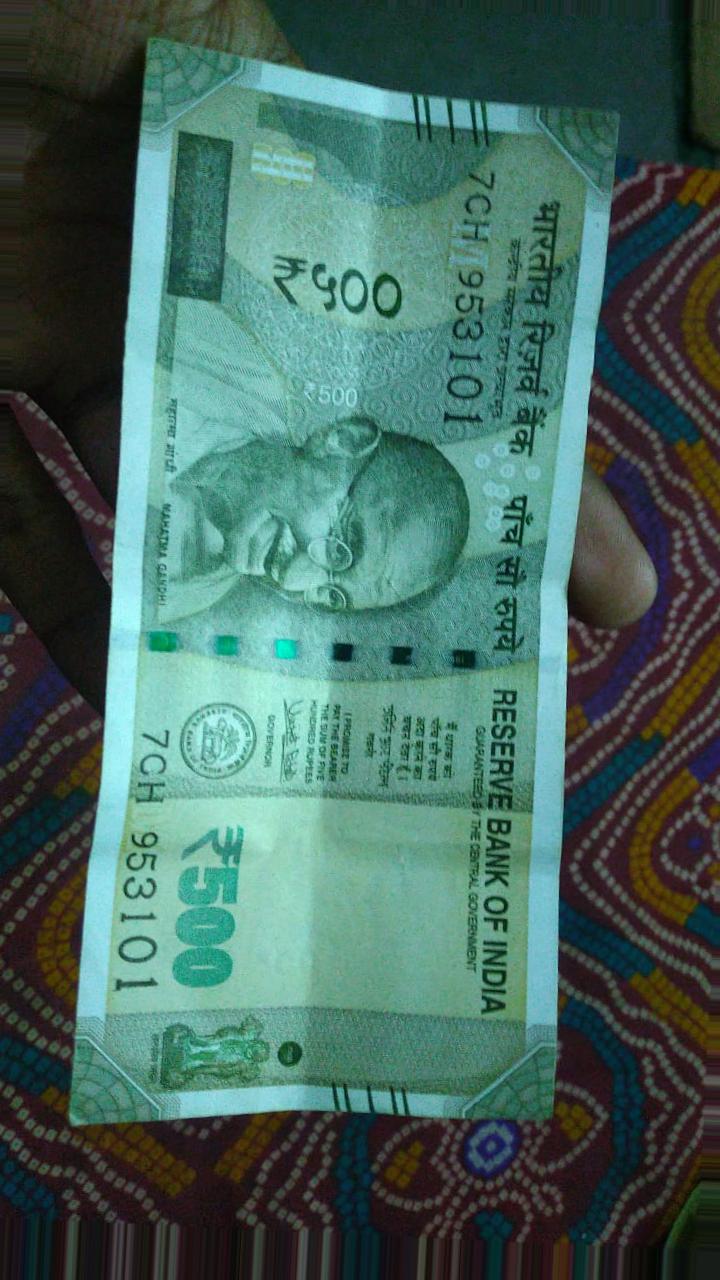 भारतीय रिज़र्व बैंक
पाँच सौ रुपये
RESERVE BANK OF INDIA
GUARANTEED BY THE CENTRAL GOVERNMENT
7CH 953101
₹५००
₹500
महात्मा गांधी MAHATMA GANDHI
I PROMISE TO
PAY THE BEARER
THE SUM OF FIVE
HUNDRED RUPEES
GOVERNOR
₹500
7CH 953101